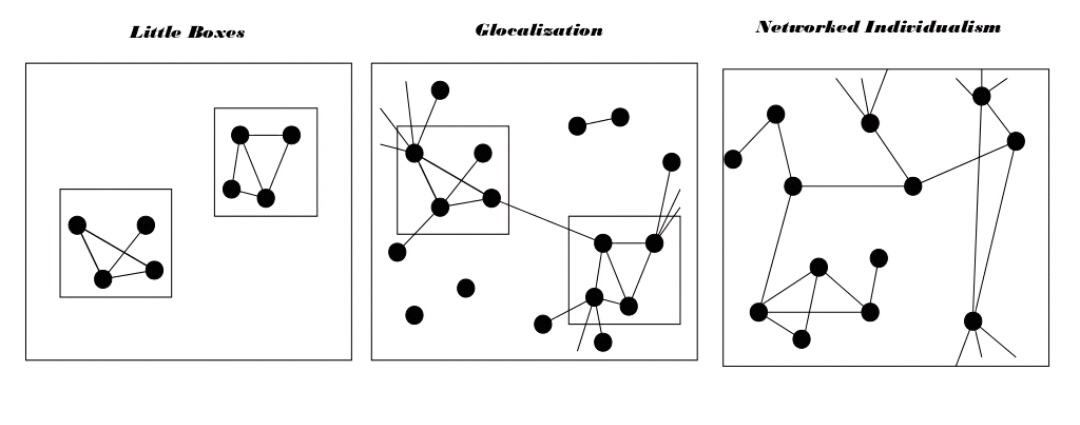 Little Boxes
Glocalization
Networked Individualism